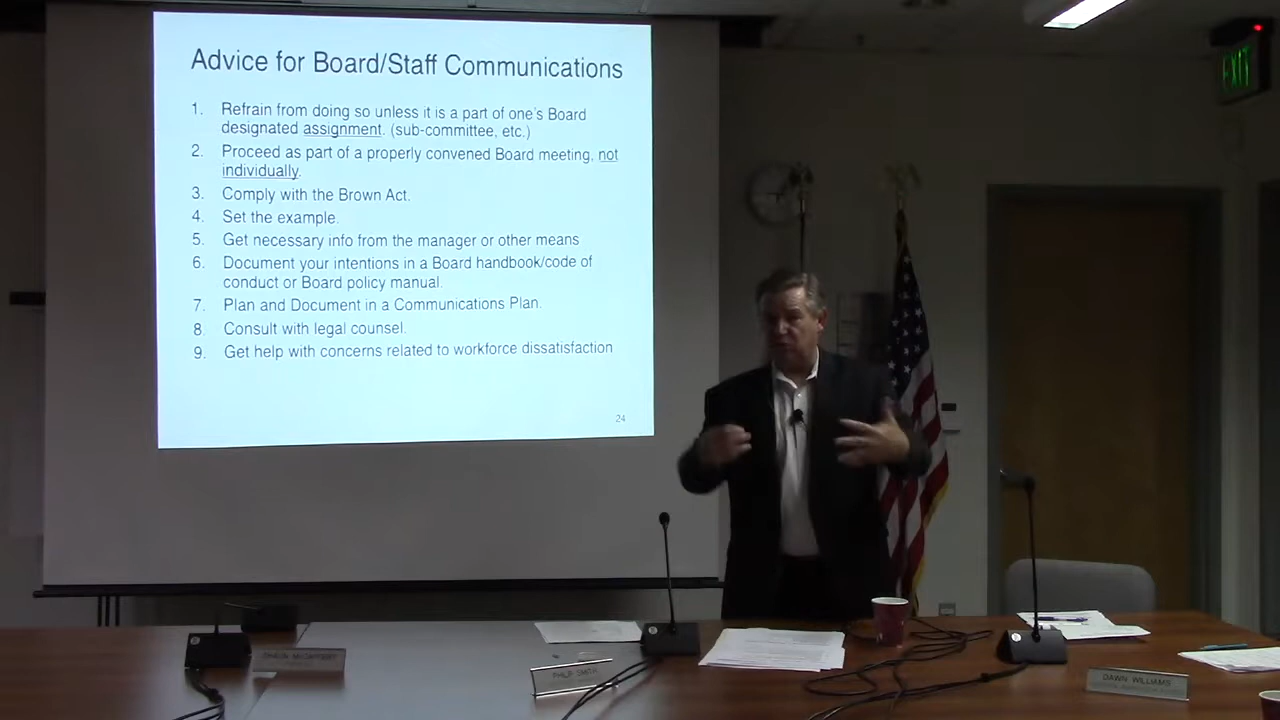 Advice for Board/Staff Communications
1. Refrain from doing so unless it is a part of one's Board
designated assignment. (sub-committee, etc.)
2. Proceed as part of a properly convened Board meeting, not
individually.
3. Comply with the Brown Act.
4. Set the example.
5. Get necessary info from the manager or other means
6. Document your intentions in a Board handbook/code of
conduct or Board policy manual.
7. Plan and Document in a Communications Plan.
8. Consult with legal counsel.
9. Get help with concerns related to workforce dissatisfaction
24
EXIT
PHILIP SMITH
DAWN WILLIAMS